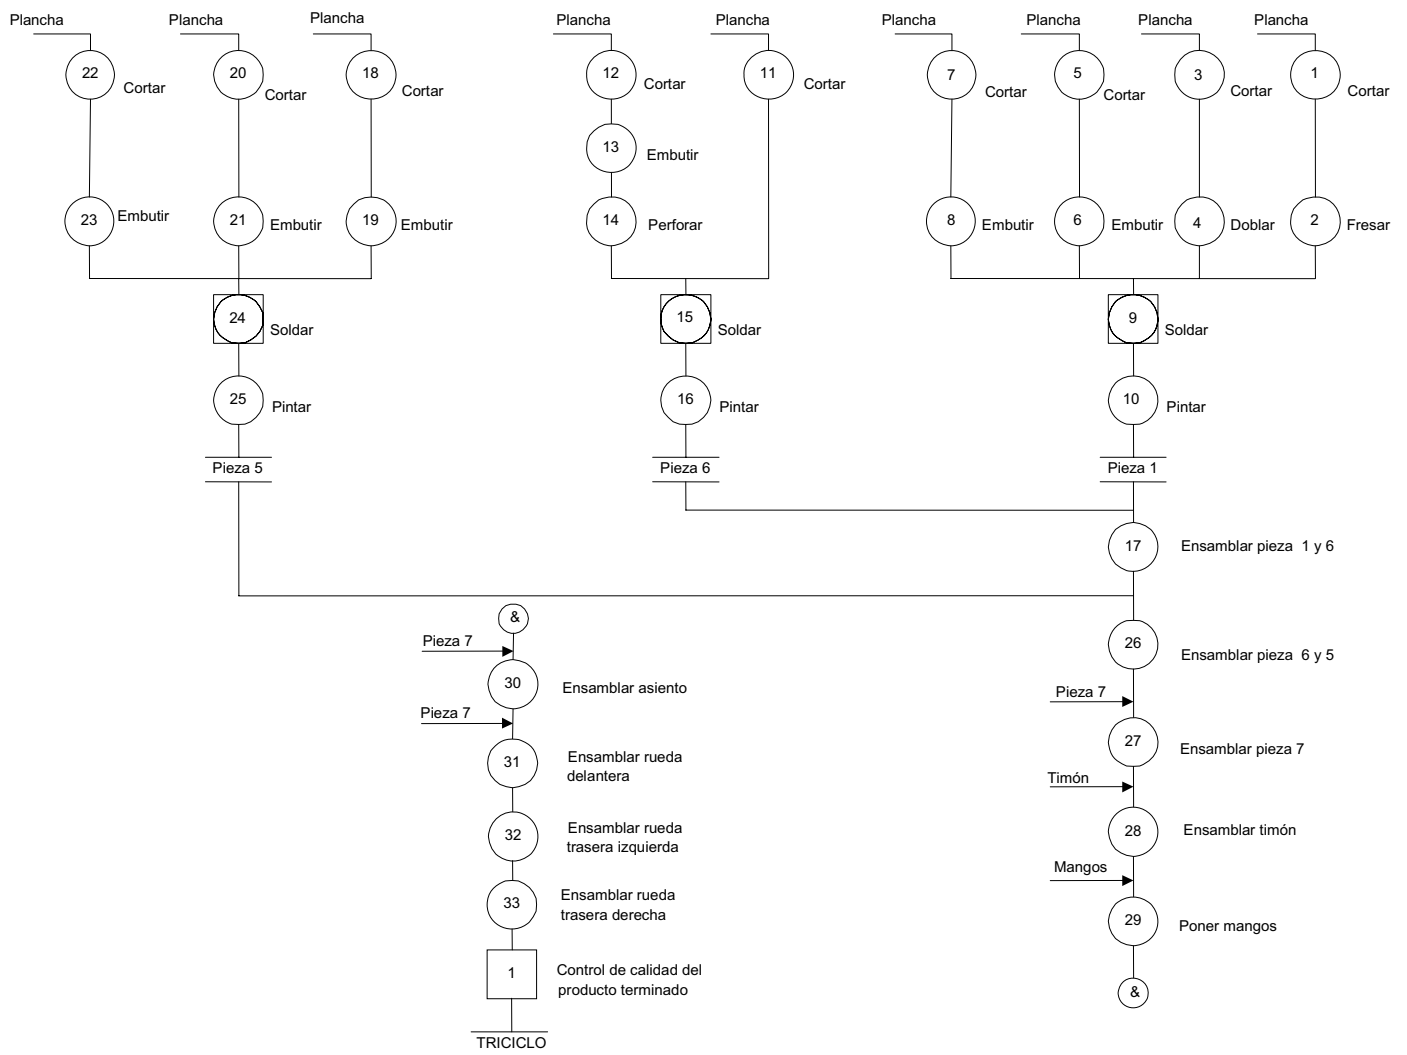 Plancha Plancha Plancha Plancha Plancha Plancha Plancha Plancha Plancha
22 Cortar 20 Cortar 18 Cortar 12 Cortar 11 Cortar 7 Cortar 5 Cortar 3 Cortar 1 Cortar
13 Embutir
23 Embutir 21 Embutir 19 Embutir 14 Perforar 8 Embutir 6 Embutir 4 Doblar 2 Fresar
24 Soldar 15 Soldar 9 Soldar
25 Pintar 16 Pintar 10 Pintar
Pieza 5 Pieza 6 Pieza 1
17 Ensamblar pieza 1 y 6
26 Ensamblar pieza 6 y 5
Pieza 7
27 Ensamblar pieza 7
Timón
28 Ensamblar timón
Mangos
29 Poner mangos
&
&
Pieza 7
30 Ensamblar asiento
Pieza 7
31 Ensamblar rueda
delantera
32 Ensamblar rueda
trasera izquierda
33 Ensamblar rueda
trasera derecha
1 Control de calidad del
producto terminado
TRICICLO